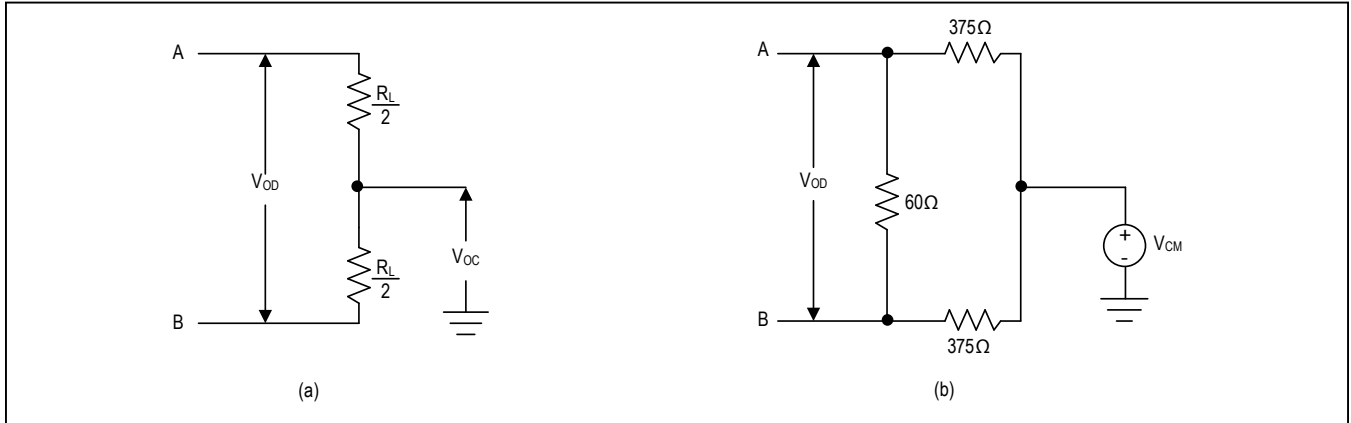 A
R_L
2
V_OD
R_L
2
V_OC
B
(a)
375Ω
A
V_OD
60Ω
+
-
V_CM
B
375Ω
(b)